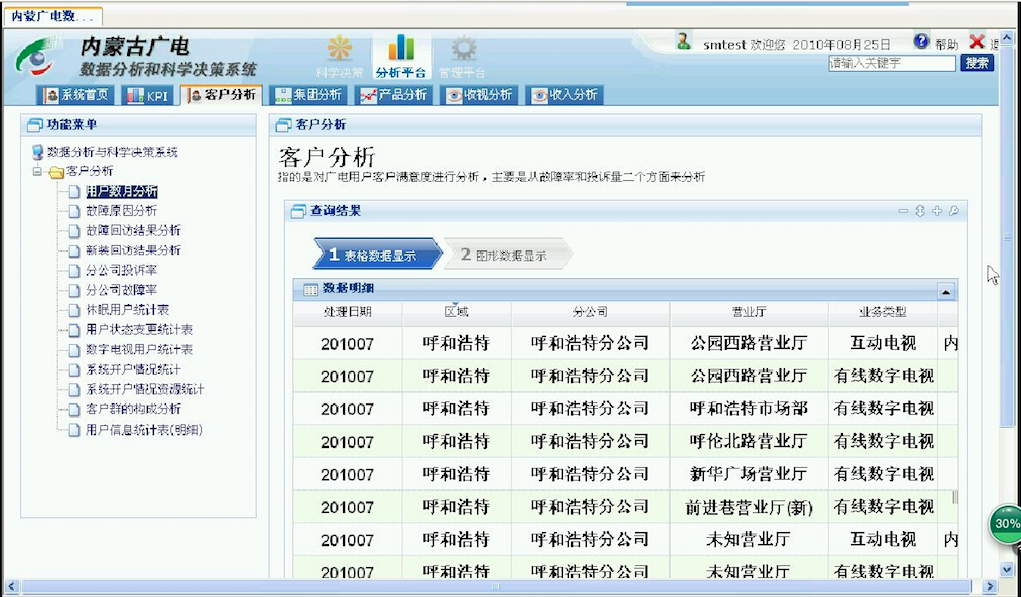 内蒙广电数...
内蒙古广电
数据分析和科学决策系统
科学决策 分析平台 管理平台
smtest 欢迎您 2010年08月25日 帮助
请输入关键字 搜索
系统首页 KPI 客户分析 集团分析 产品分析 收视分析 收入分析
功能菜单
数据分析与科学决策系统
客户分析
用户数月分析
故障原因分析
故障回访结果分析
新装回访结果分析
分公司投诉率
分公司故障率
休眠用户统计表
用户状态变更统计表
数字电视用户统计表
系统开户情况统计
系统开户情况资源统计
客户群的构成分析
用户信息统计表(明细)
客户分析
客户分析
指的是对广电用户客户满意度进行分析，主要是从故障率和投诉量二个方面来分析
查询结果
1 表格数据显示 2 图形数据显示
数据明细
处理日期 区域 分公司 营业厅 业务类型
201007 呼和浩特 呼和浩特分公司 公园西路营业厅 互动电视 内
201007 呼和浩特 呼和浩特分公司 公园西路营业厅 有线数字电视
201007 呼和浩特 呼和浩特分公司 呼和浩特市场部 有线数字电视
201007 呼和浩特 呼和浩特分公司 呼伦北路营业厅 有线数字电视
201007 呼和浩特 呼和浩特分公司 新华广场营业厅 有线数字电视
201007 呼和浩特 呼和浩特分公司 前进巷营业厅(新) 有线数字电视
201007 呼和浩特 呼和浩特分公司 未知营业厅 互动电视 内
201007 呼和浩特 呼和浩特分公司 未知营业厅 有线数字电视
30%